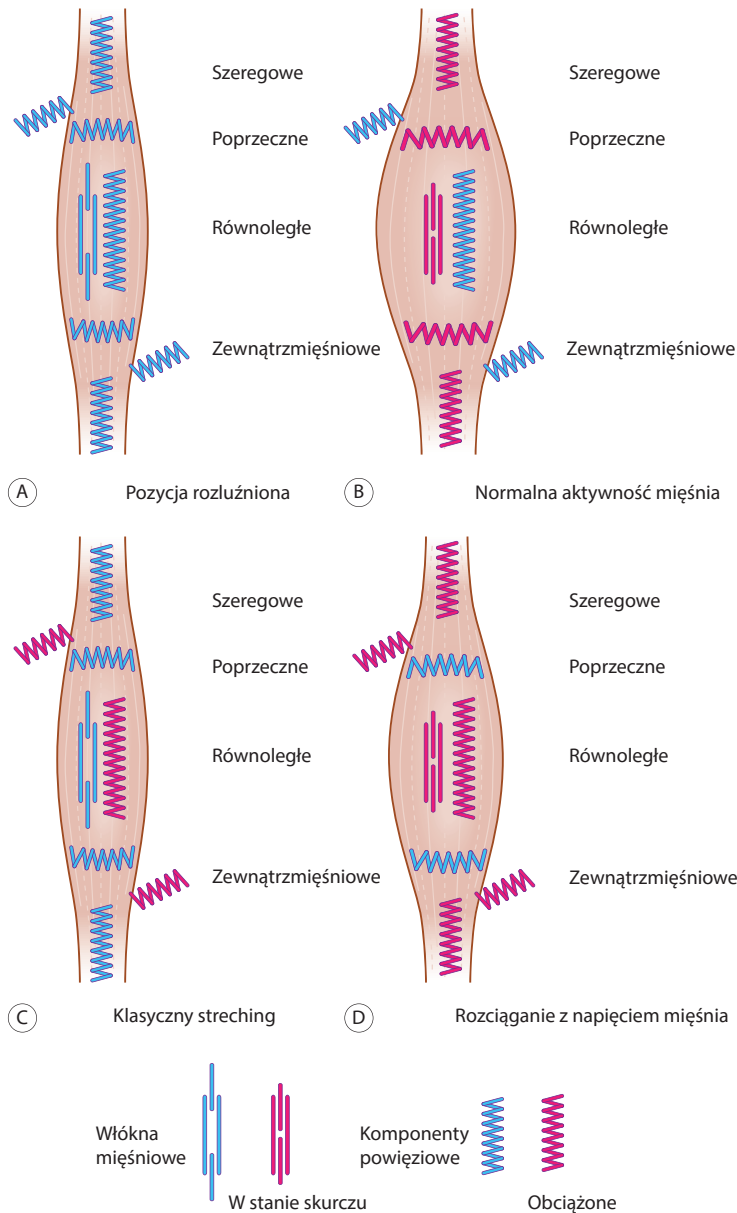 Szeregowe
Poprzeczne
Równoległe
Zewnątrzmięśniowe
A Pozycja rozluźniona
Szeregowe
Poprzeczne
Równoległe
Zewnątrzmięśniowe
B Normalna aktywność mięśnia
Szeregowe
Poprzeczne
Równoległe
Zewnątrzmięśniowe
C Klasyczny streching
Szeregowe
Poprzeczne
Równoległe
Zewnątrzmięśniowe
D Rozciąganie z napięciem mięśnia
Włókna
mięśniowe
W stanie skurczu
Komponenty
powięziowe
Obciążone